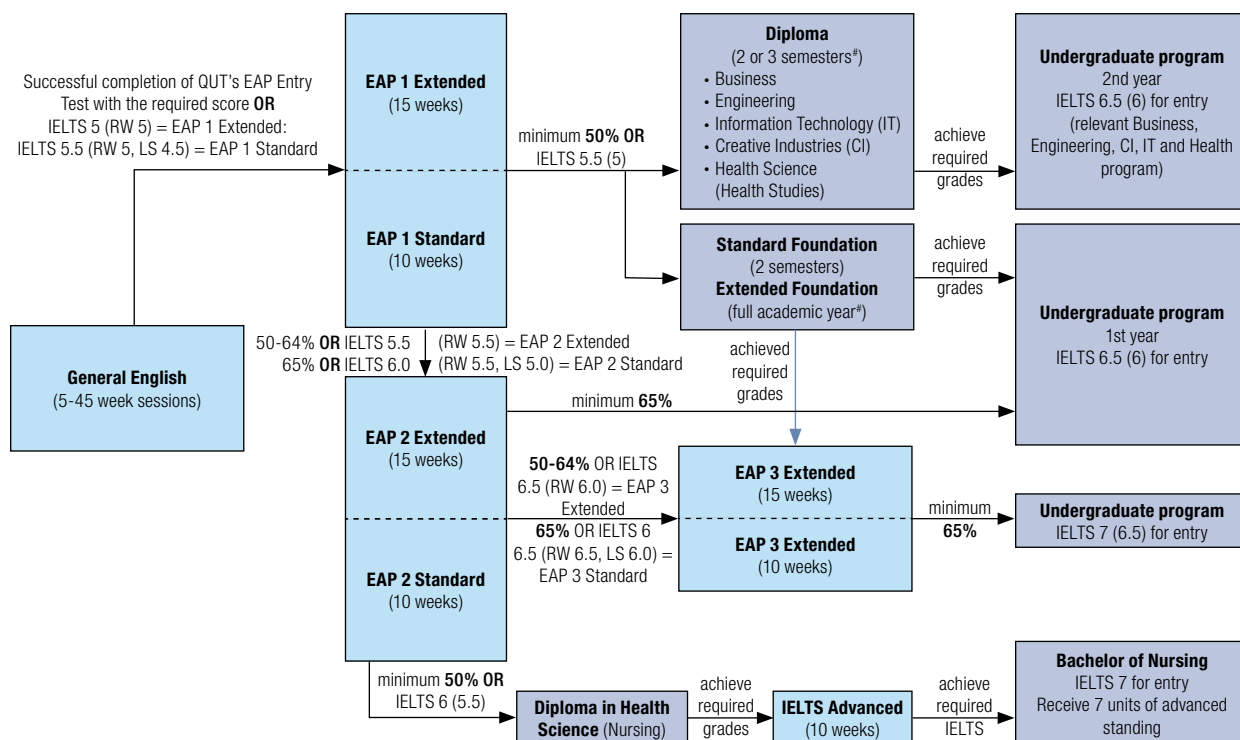 Successful completion of QUT's EAP Entry
Test with the required score OR
IELTS 5 (RW 5) = EAP 1 Extended:
IELTS 5.5 (RW 5, LS 4.5) = EAP 1 Standard
General English
(5-45 week sessions)
EAP 1 Extended
(15 weeks)
EAP 1 Standard
(10 weeks)
minimum 50% OR
IELTS 5.5 (5)
Diploma
(2 or 3 semesters#)
• Business
• Engineering
• Information Technology (IT)
• Creative Industries (CI)
• Health Science
(Health Studies)
achieve
required
grades
Undergraduate program
2nd year
IELTS 6.5 (6) for entry
(relevant Business,
Engineering, CI, IT and Health
program)
Standard Foundation
(2 semesters)
Extended Foundation
(full academic year#)
achieve
required
grades
Undergraduate program
1st year
IELTS 6.5 (6) for entry
50-64% OR IELTS 5.5
65% OR IELTS 6.0
(RW 5.5) = EAP 2 Extended
(RW 5.5, LS 5.0) = EAP 2 Standard
achieved
required
grades
minimum 65%
EAP 2 Extended
(15 weeks)
EAP 2 Standard
(10 weeks)
50-64% OR IELTS
6.5 (RW 6.0) = EAP 3
Extended
65% OR IELTS 6
6.5 (RW 6.5, LS 6.0) =
EAP 3 Standard
EAP 3 Extended
(15 weeks)
EAP 3 Extended
(10 weeks)
minimum
65%
Undergraduate program
IELTS 7 (6.5) for entry
minimum 50% OR
IELTS 6 (5.5)
Diploma in Health
Science (Nursing)
achieve
required
grades
IELTS Advanced
(10 weeks)
achieve
required
IELTS
Bachelor of Nursing
IELTS 7 for entry
Receive 7 units of advanced
standing